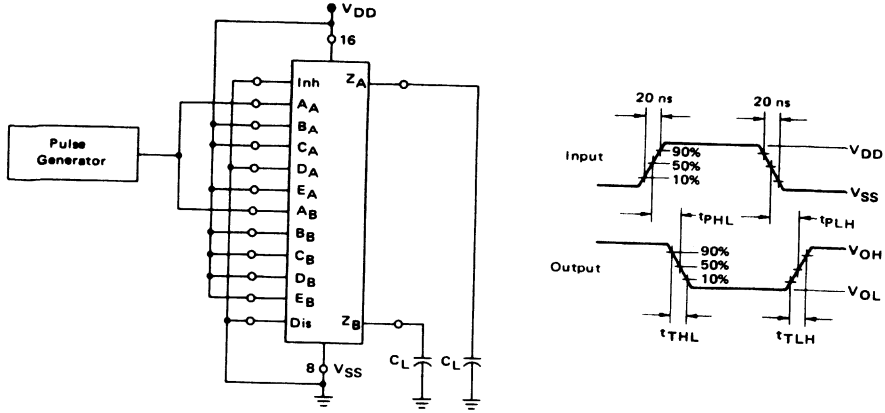 VDD
16
Inh
ZA
AA
BA
CA
DA
EA
AB
BB
CB
DB
EB
Dis
ZB
Pulse
Generator
8
VSS
CL
CL
20 ns
20 ns
Input
90%
50%
10%
VDD
VSS
tPHL
tPLH
Output
90%
50%
10%
VOH
VOL
tTHL
tTLH